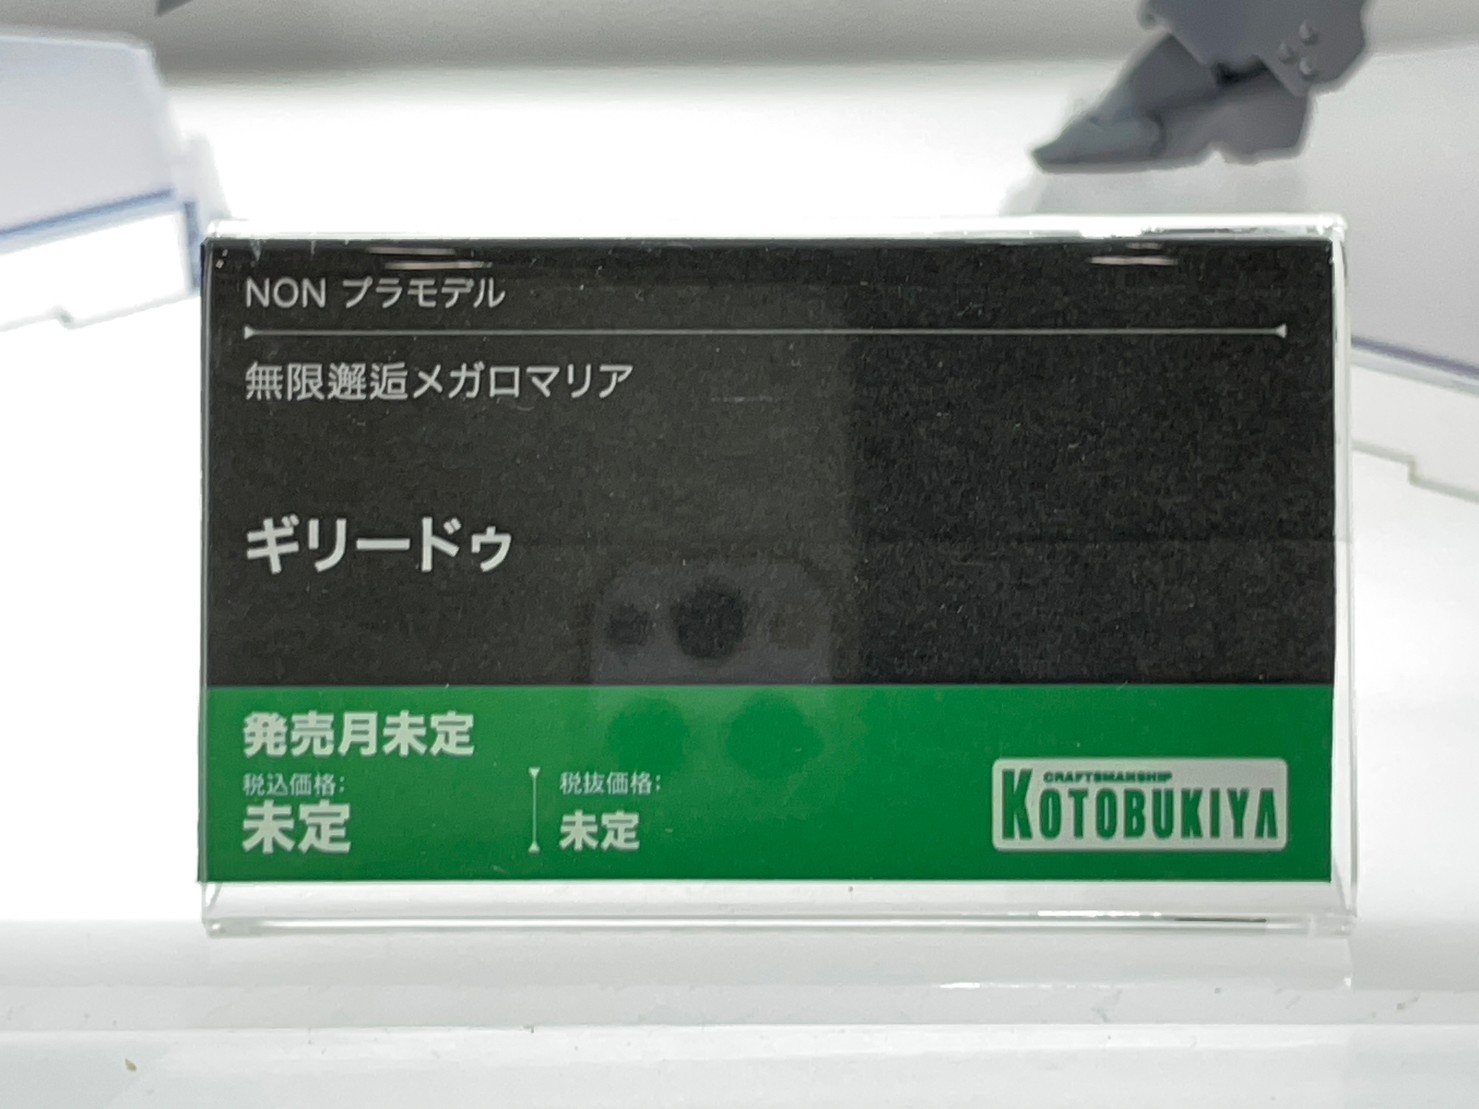 NON プラモデル
無限邂逅メガロマリア
ギリードゥ
発売月未定
税込価格:
未定
税抜価格:
未定
CRAFTSMANSHIP
KOTOBUKIYA